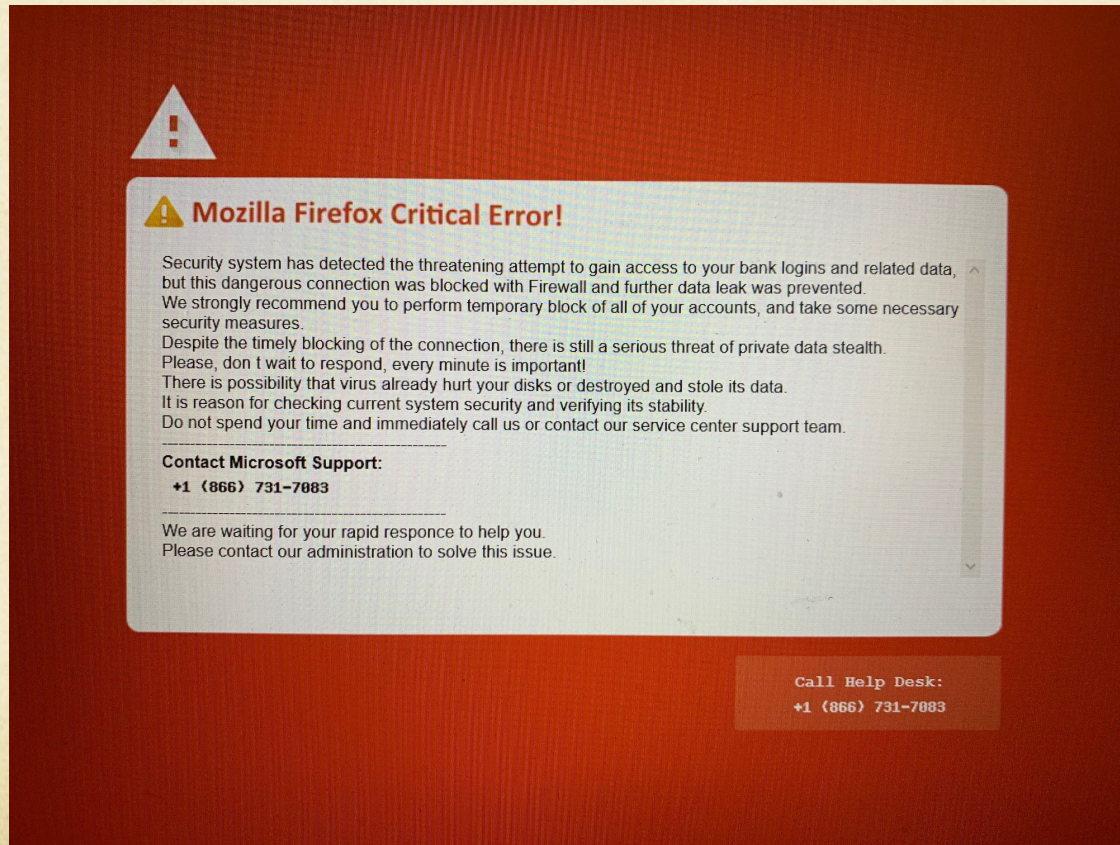 Mozilla Firefox Critical Error!
Security system has detected the threatening attempt to gain access to your bank logins and related data,
but this dangerous connection was blocked with Firewall and further data leak was prevented.
We strongly recommend you to perform temporary block of all of your accounts, and take some necessary
security measures.
Despite the timely blocking of the connection, there is still a serious threat of private data stealth.
Please, don t wait to respond, every minute is important!
There is possibility that virus already hurt your disks or destroyed and stole its data.
It is reason for checking current system security and verifying its stability.
Do not spend your time and immediately call us or contact our service center support team.
Contact Microsoft Support:
+1 (866) 731-7083
We are waiting for your rapid responce to help you.
Please contact our administration to solve this issue.
Call Help Desk:
+1 (866) 731-7083